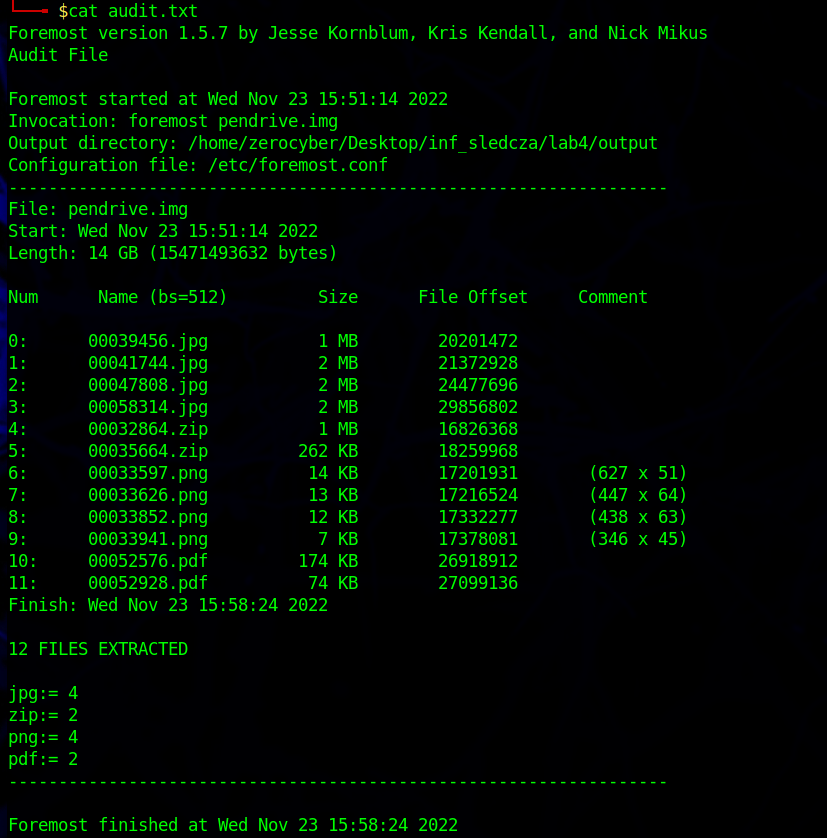 $cat audit.txt
Foremost version 1.5.7 by Jesse Kornblum, Kris Kendall, and Nick Mikus
Audit File

Foremost started at Wed Nov 23 15:51:14 2022
Invocation: foremost pendrive.img
Output directory: /home/zerocyber/Desktop/inf_sledcza/lab4/output
Configuration file: /etc/foremost.conf
------------------------------------------------------------------
File: pendrive.img
Start: Wed Nov 23 15:51:14 2022
Length: 14 GB (15471493632 bytes)

Num      Name (bs=512)         Size      File Offset     Comment

0:      00039456.jpg           1 MB        20201472
1:      00041744.jpg           2 MB        21372928
2:      00047808.jpg           2 MB        24477696
3:      00058314.jpg           2 MB        29856802
4:      00032864.zip           1 MB        16826368
5:      00035664.zip         262 KB        18259968
6:      00033597.png          14 KB        17201931       (627 x 51)
7:      00033626.png          13 KB        17216524       (447 x 64)
8:      00033852.png          12 KB        17332277       (438 x 63)
9:      00033941.png           7 KB        17378081       (346 x 45)
10:     00052576.pdf         174 KB        26918912
11:     00052928.pdf          74 KB        27099136
Finish: Wed Nov 23 15:58:24 2022

12 FILES EXTRACTED

jpg:= 4
zip:= 2
png:= 4
pdf:= 2
------------------------------------------------------------------

Foremost finished at Wed Nov 23 15:58:24 2022